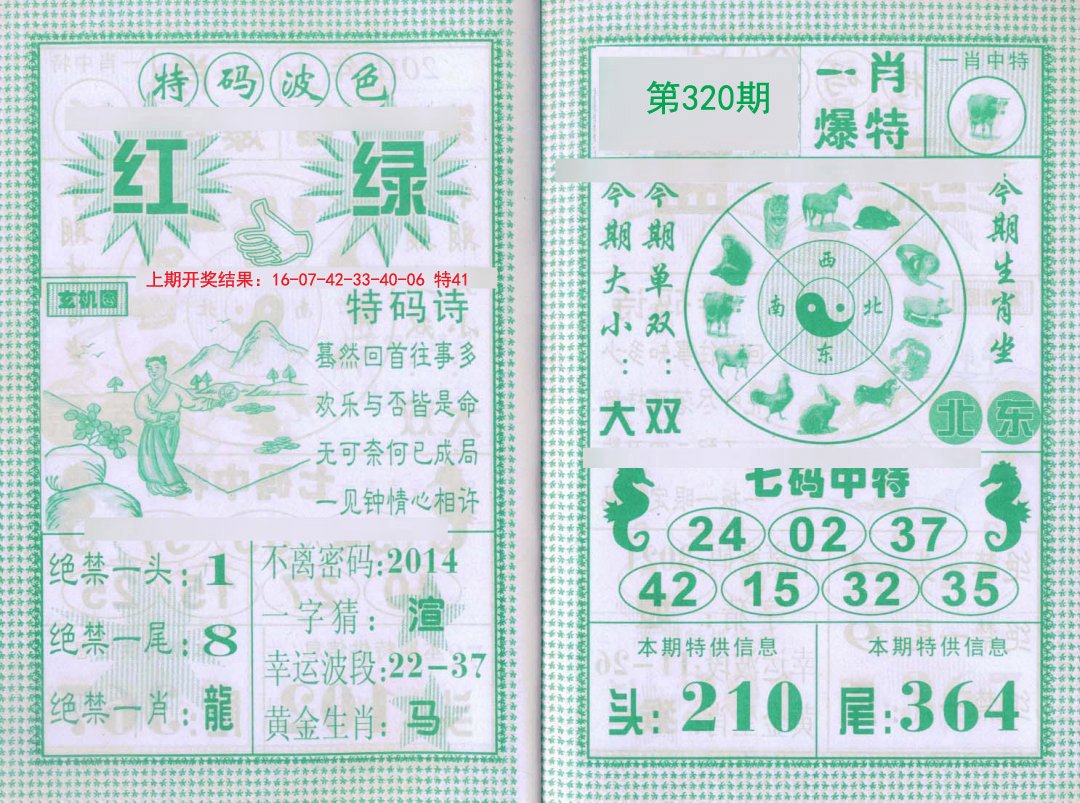 特码波色
红 绿
上期开奖结果：16-07-42-33-40-06 特41
玄机图
特码诗
蓦然回首往事多
欢乐与否皆是命
无可奈何已成局
一见钟情心相许
绝禁一头：1
绝禁一尾：8
绝禁一肖：龍
不离密码：2014
一字猜：渲
幸运波段：22-37
黄金生肖：马
第320期
一肖
爆特
一肖中特
今期大小：大
今期单双：双
今期生肖坐
北 东
西
南 北
东
七码中特
24 02 37
42 15 32 35
本期特供信息
头：210
本期特供信息
尾：364